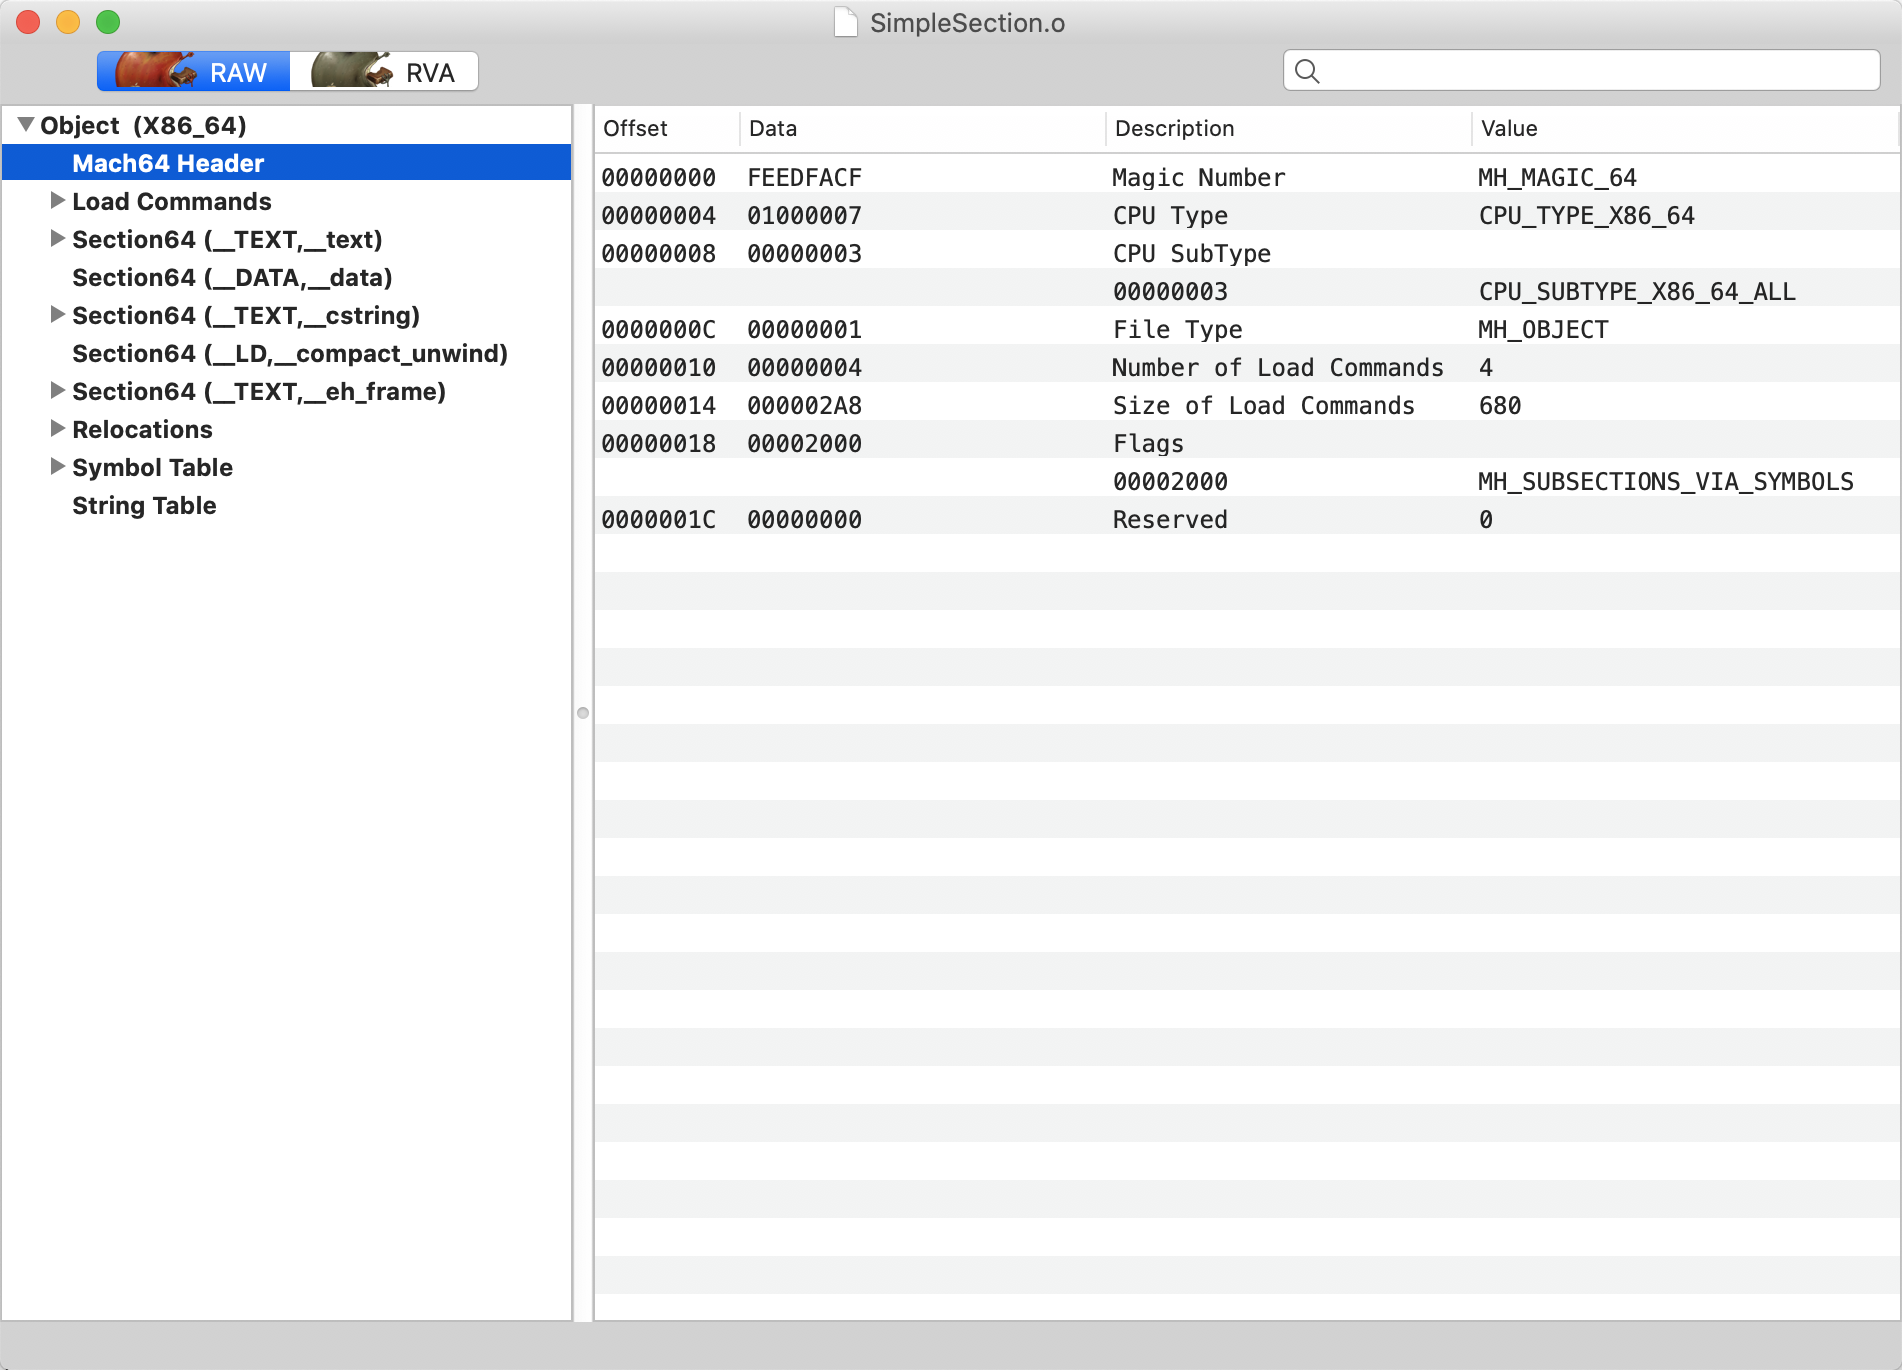 SimpleSection.o
RAW RVA
Object (X86_64)
Mach64 Header
Load Commands
Section64 (__TEXT,__text)
Section64 (__DATA,__data)
Section64 (__TEXT,__cstring)
Section64 (__LD,__compact_unwind)
Section64 (__TEXT,__eh_frame)
Relocations
Symbol Table
String Table
Offset Data Description Value
00000000 FEEDFACF Magic Number MH_MAGIC_64
00000004 01000007 CPU Type CPU_TYPE_X86_64
00000008 00000003 CPU SubType
00000003 CPU_SUBTYPE_X86_64_ALL
0000000C 00000001 File Type MH_OBJECT
00000010 00000004 Number of Load Commands 4
00000014 000002A8 Size of Load Commands 680
00000018 00002000 Flags
00002000 MH_SUBSECTIONS_VIA_SYMBOLS
0000001C 00000000 Reserved 0